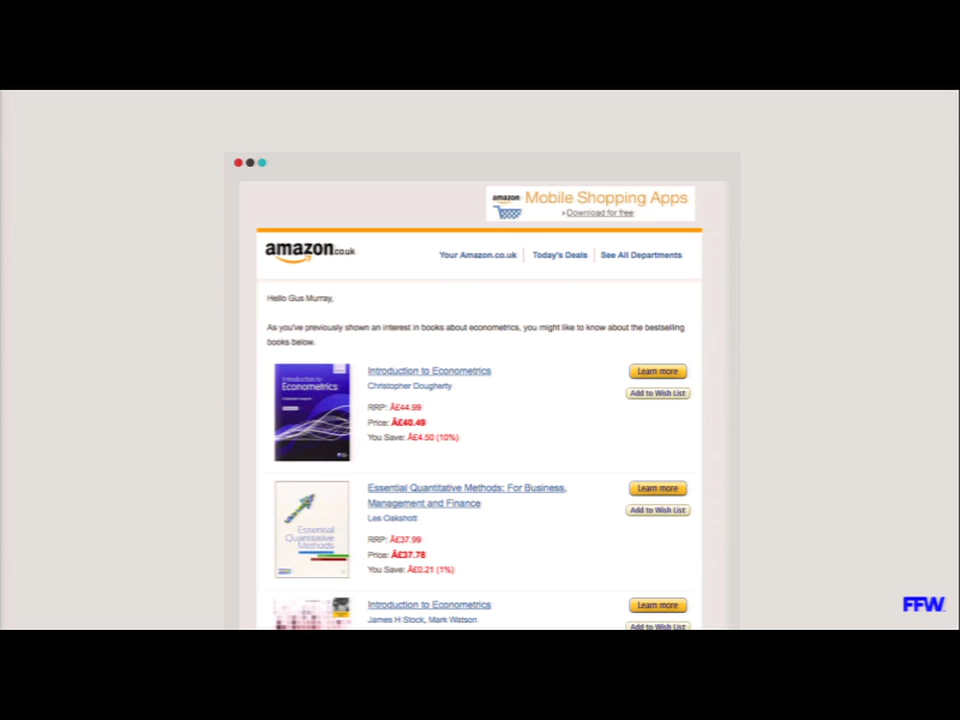 amazon
Mobile Shopping Apps
>Download for free
amazon.co.uk
Your Amazon.co.uk
Today's Deals
See All Departments
Hello Gus Murray,
As you've previously shown an interest in books about econometrics, you might like to know about the bestselling
books below.
Introduction to
Econometrics
Introduction to Econometrics
Christopher Dougherty
RRP: £44.99
Price: £40.49
You Save: £4.50 (10%)
Learn more
Add to Wish List
Essential
Quantitative
Methods
Essential Quantitative Methods: For Business,
Management and Finance
Les Oakshott
RRP: £37.99
Price: £37.78
You Save: £0.21 (1%)
Learn more
Add to Wish List
Introduction to Econometrics
James H Stock, Mark Watson
Learn more
Add to Wish List
FFW